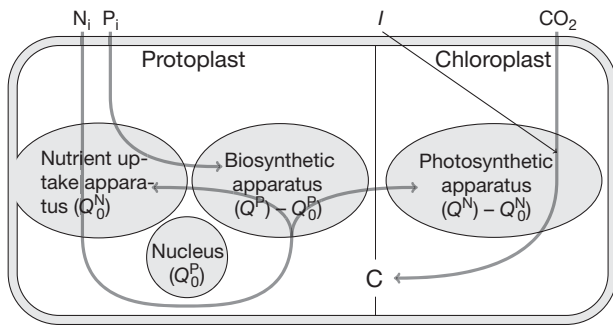 Nᵢ Pᵢ I CO₂
Protoplast Chloroplast
Nutrient up-
take appara-
tus (Q₀ᴺ)
Biosynthetic
apparatus
(Qᴾ) – Q₀ᴾ)
Photosynthetic
apparatus
(Qᴺ) – Q₀ᴺ)
Nucleus
(Q₀ᴾ)
C